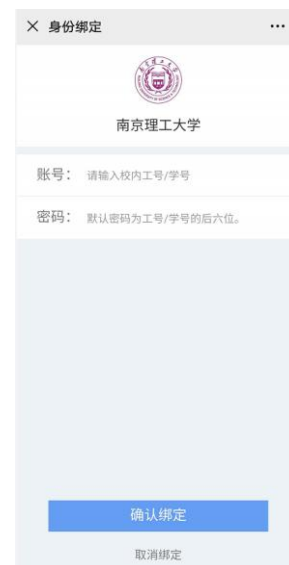 × 身份绑定 ···
南京理工大学
账号： 请输入校内工号/学号
密码： 默认密码为工号/学号的后六位。
确认绑定
取消绑定